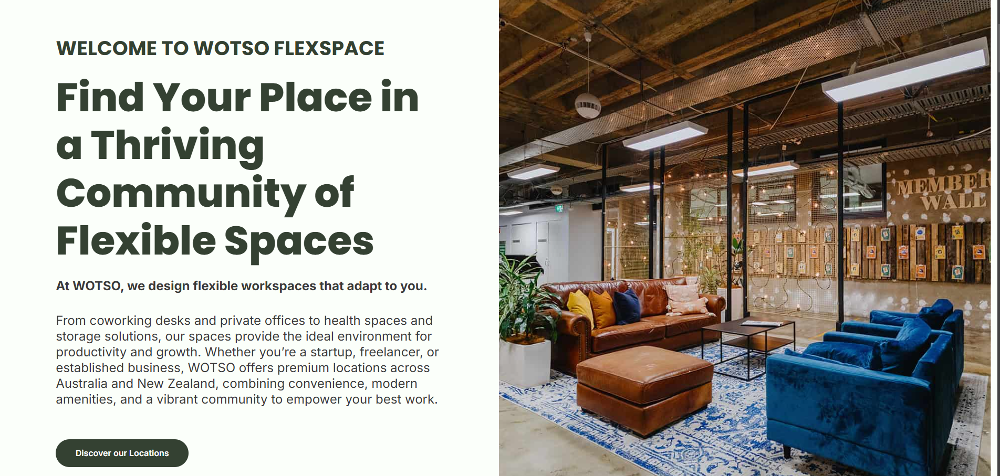 WELCOME TO WOTSO FLEXSPACE
Find Your Place in
a Thriving
Community of
Flexible Spaces
At WOTSO, we design flexible workspaces that adapt to you.
From coworking desks and private offices to health spaces and
storage solutions, our spaces provide the ideal environment for
productivity and growth. Whether you’re a startup, freelancer, or
established business, WOTSO offers premium locations across
Australia and New Zealand, combining convenience, modern
amenities, and a vibrant community to empower your best work.
Discover our Locations
MEMBER
WALL